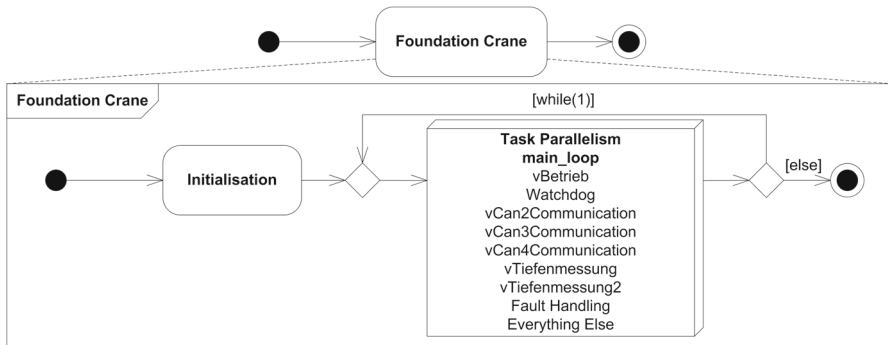 Foundation Crane
Foundation Crane
[while(1)]
Initialisation
Task Parallelism
main_loop
vBetrieb
Watchdog
vCan2Communication
vCan3Communication
vCan4Communication
vTiefenmessung
vTiefenmessung2
Fault Handling
Everything Else
[else]